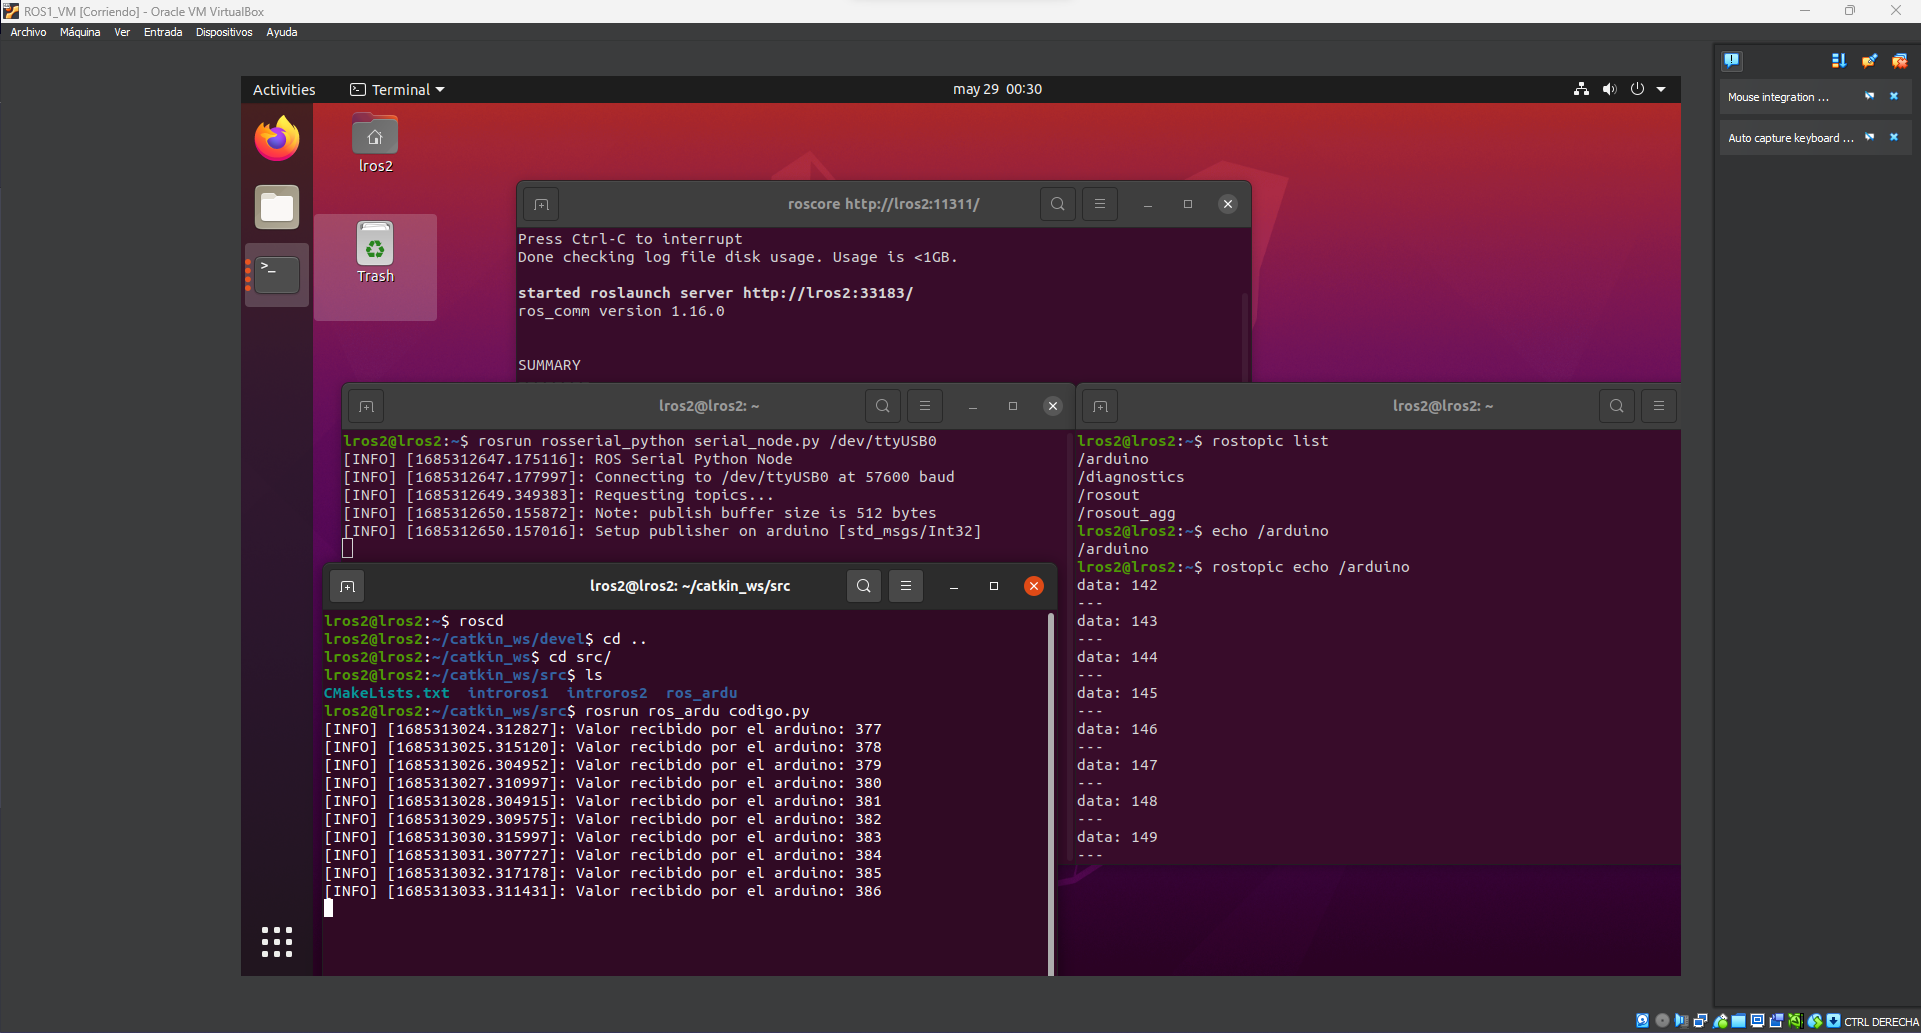 ROS1_VM [Corriendo] - Oracle VM VirtualBox
Archivo Máquina Ver Entrada Dispositivos Ayuda
Mouse integration ...
Auto capture keyboard ...
Activities Terminal may 29 00:30
lros2
Trash
roscore http://lros2:11311/
Press Ctrl-C to interrupt
Done checking log file disk usage. Usage is <1GB.
started roslaunch server http://lros2:33183/
ros_comm version 1.16.0
SUMMARY
lros2@lros2: ~
lros2@lros2:~$ rosrun rosserial_python serial_node.py /dev/ttyUSB0
[INFO] [1685312647.175116]: ROS Serial Python Node
[INFO] [1685312647.177997]: Connecting to /dev/ttyUSB0 at 57600 baud
[INFO] [1685312649.349383]: Requesting topics...
[INFO] [1685312650.155872]: Note: publish buffer size is 512 bytes
[INFO] [1685312650.157016]: Setup publisher on arduino [std_msgs/Int32]
lros2@lros2: ~
lros2@lros2:~$ rostopic list
/arduino
/diagnostics
/rosout
/rosout_agg
lros2@lros2:~$ echo /arduino
/arduino
lros2@lros2:~$ rostopic echo /arduino
data: 142
---
data: 143
---
data: 144
---
data: 145
---
data: 146
---
data: 147
---
data: 148
---
data: 149
---
lros2@lros2: ~/catkin_ws/src
lros2@lros2:~$ roscd
lros2@lros2:~/catkin_ws/devel$ cd ..
lros2@lros2:~/catkin_ws$ cd src/
lros2@lros2:~/catkin_ws/src$ ls
CMakeLists.txt introros1 introros2 ros_ardu
lros2@lros2:~/catkin_ws/src$ rosrun ros_ardu codigo.py
[INFO] [1685313024.312827]: Valor recibido por el arduino: 377
[INFO] [1685313025.315120]: Valor recibido por el arduino: 378
[INFO] [1685313026.304952]: Valor recibido por el arduino: 379
[INFO] [1685313027.310997]: Valor recibido por el arduino: 380
[INFO] [1685313028.304915]: Valor recibido por el arduino: 381
[INFO] [1685313029.309575]: Valor recibido por el arduino: 382
[INFO] [1685313030.315997]: Valor recibido por el arduino: 383
[INFO] [1685313031.307727]: Valor recibido por el arduino: 384
[INFO] [1685313032.317178]: Valor recibido por el arduino: 385
[INFO] [1685313033.311431]: Valor recibido por el arduino: 386
CTRL DERECHA